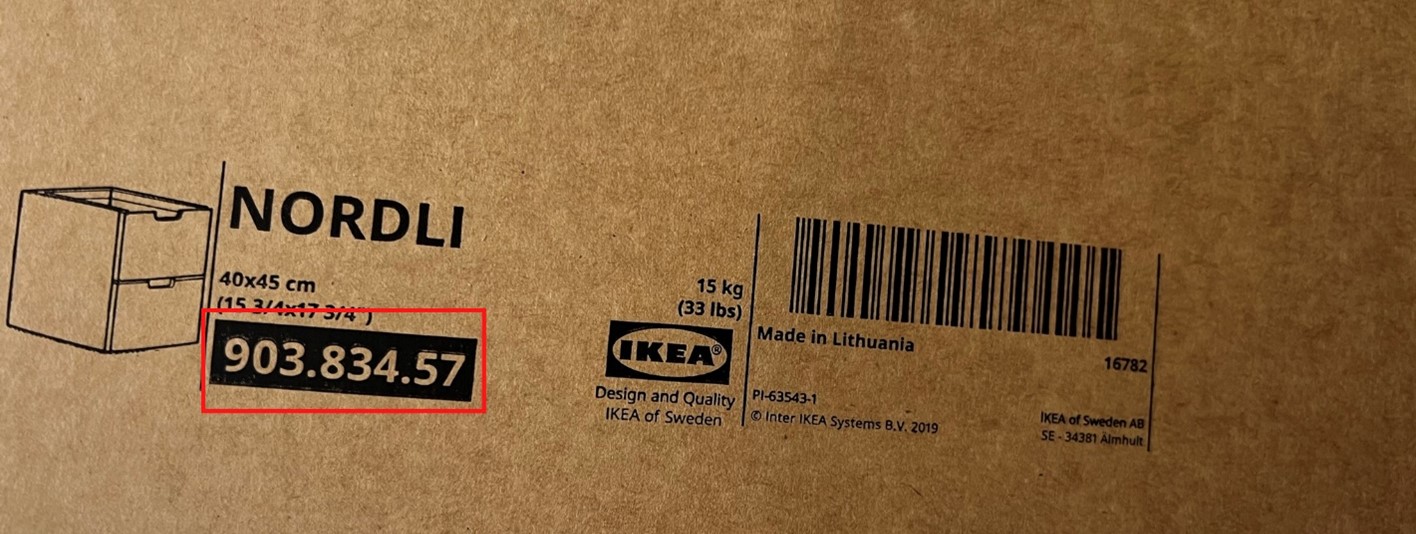 NORDLI
40x45 cm
(15 3/4x17 3/4")
903.834.57
15 kg
(33 lbs)
IKEA®
Design and Quality
IKEA of Sweden
Made in Lithuania
16782
PI-63543-1
© Inter IKEA Systems B.V. 2019
IKEA of Sweden AB
SE - 34381 Älmhult